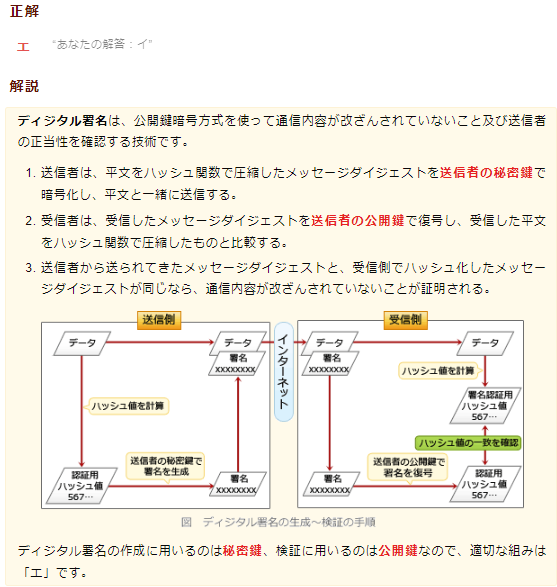 正解
エ “あなたの解答：イ”
解説
ディジタル署名は、公開鍵暗号方式を使って通信内容が改ざんされていないこと及び送信者
の正当性を確認する技術です。
1. 送信者は、平文をハッシュ関数で圧縮したメッセージダイジェストを送信者の秘密鍵で
暗号化し、平文と一緒に送信する。
2. 受信者は、受信したメッセージダイジェストを送信者の公開鍵で復号し、受信した平文
をハッシュ関数で圧縮したものと比較する。
3. 送信者から送られてきたメッセージダイジェストと、受信側でハッシュ化したメッセー
ジダイジェストが同じなら、通信内容が改ざんされていないことが証明される。
送信側
データ
データ
署名
xxxxxxxx
ハッシュ値を計算
認証用
ハッシュ値
567…
送信者の秘密鍵で
署名を生成
署名
xxxxxxxx
インターネット
受信側
データ
署名
xxxxxxxx
データ
ハッシュ値を計算
署名認証用
ハッシュ値
567…
ハッシュ値の一致を確認
署名
xxxxxxxx
送信者の公開鍵で
署名を復号
認証用
ハッシュ値
567…
図　ディジタル署名の生成～検証の手順
ディジタル署名の作成に用いるのは秘密鍵、検証に用いるのは公開鍵なので、適切な組みは
「エ」です。